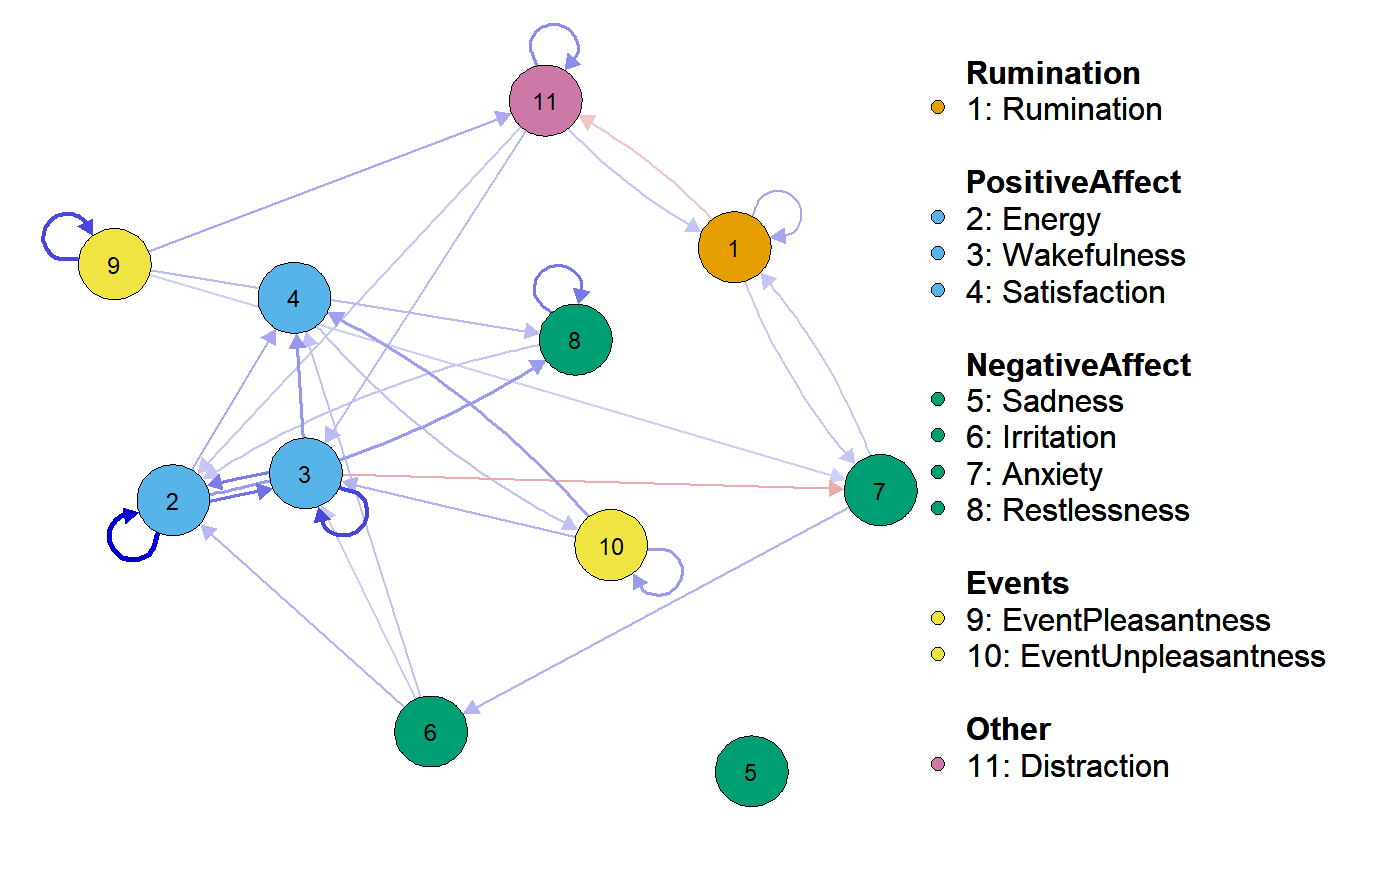 11
1
9
4
8
3
2
7
10
6
5
Rumination
1: Rumination
PositiveAffect
2: Energy
3: Wakefulness
4: Satisfaction
NegativeAffect
5: Sadness
6: Irritation
7: Anxiety
8: Restlessness
Events
9: EventPleasantness
10: EventUnpleasantness
Other
11: Distraction